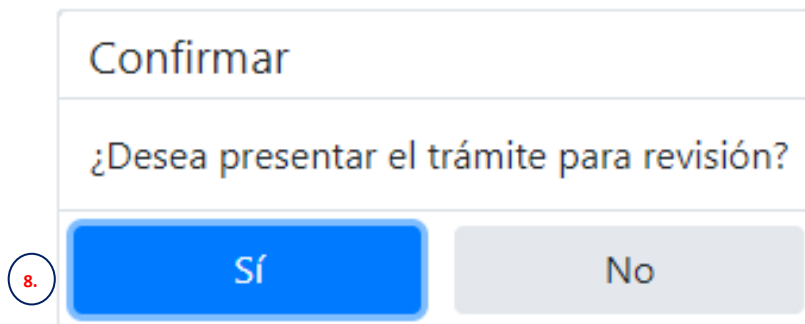 Confirmar
¿Desea presentar el trámite para revisión?
8. Sí No